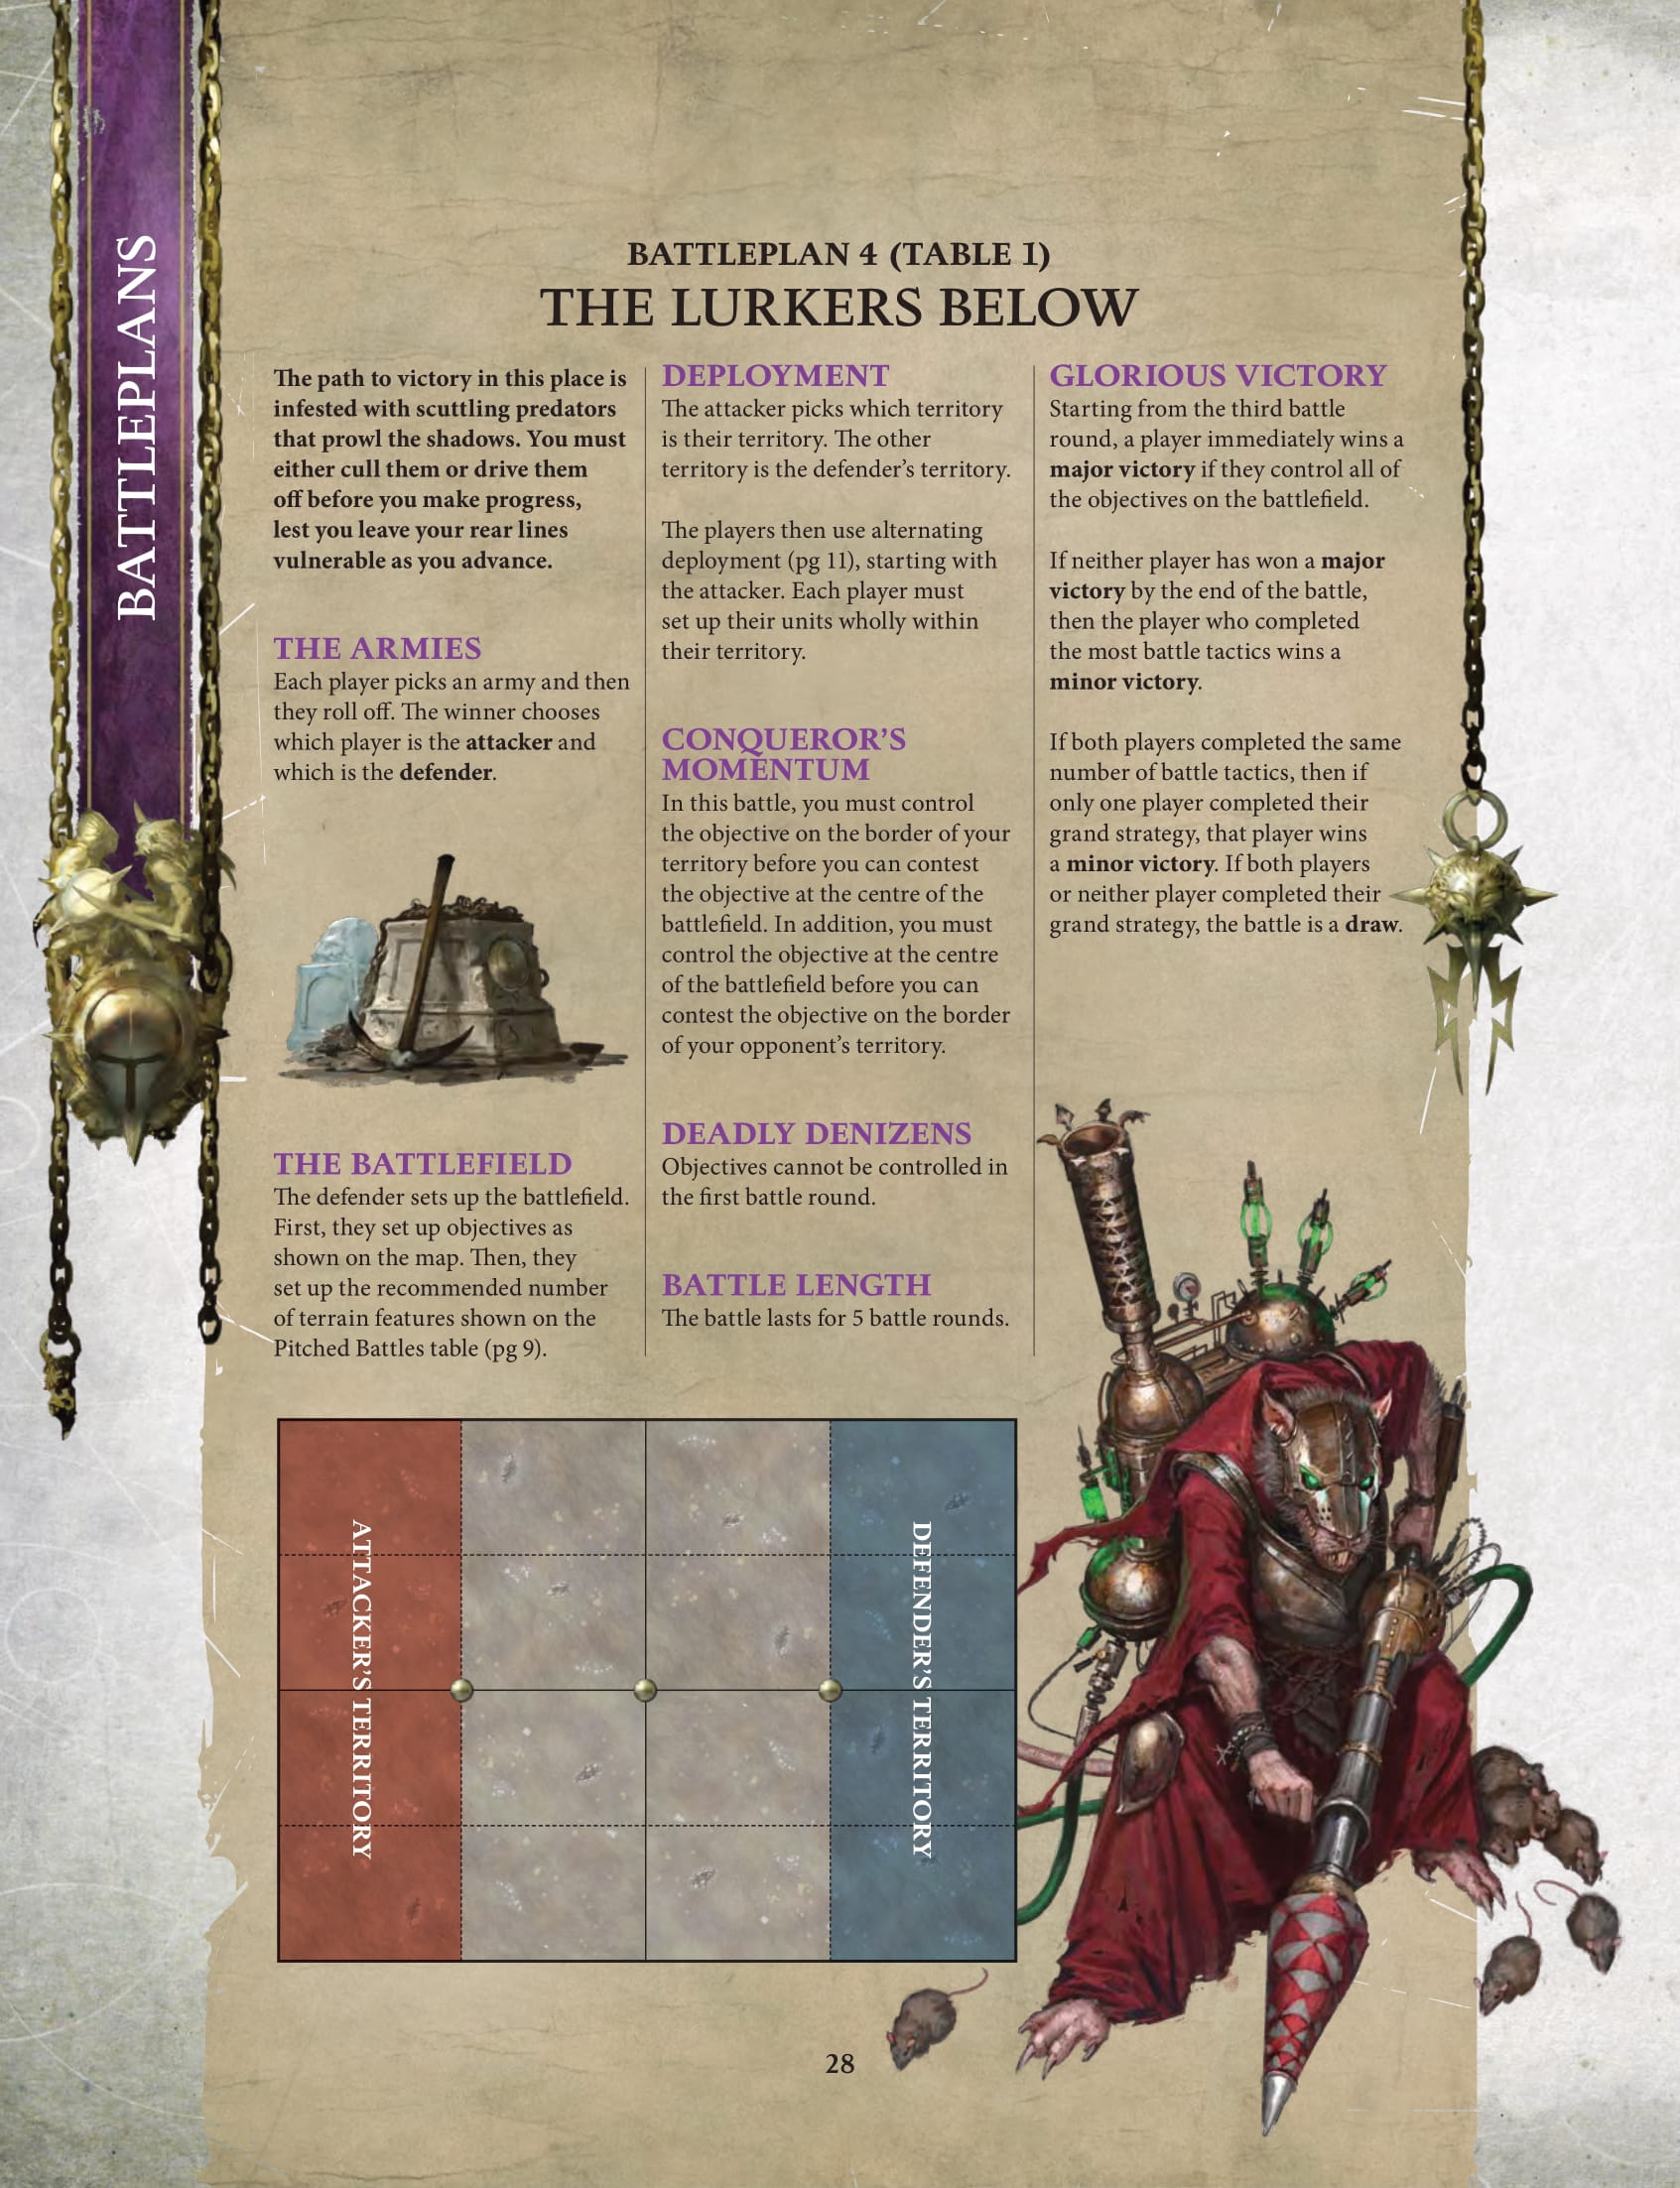 BATTLEPLANS
BATTLEPLAN 4 (TABLE 1)
THE LURKERS BELOW
The path to victory in this place is
infested with scuttling predators
that prowl the shadows. You must
either cull them or drive them
off before you make progress,
lest you leave your rear lines
vulnerable as you advance.
THE ARMIES
Each player picks an army and then
they roll off. The winner chooses
which player is the attacker and
which is the defender.
THE BATTLEFIELD
The defender sets up the battlefield.
First, they set up objectives as
shown on the map. Then, they
set up the recommended number
of terrain features shown on the
Pitched Battles table (pg 9).
DEPLOYMENT
The attacker picks which territory
is their territory. The other
territory is the defender's territory.
The players then use alternating
deployment (pg 11), starting with
the attacker. Each player must
set up their units wholly within
their territory.
CONQUEROR'S
MOMENTUM
In this battle, you must control
the objective on the border of your
territory before you can contest
the objective at the centre of the
battlefield. In addition, you must
control the objective at the centre
of the battlefield before you can
contest the objective on the border
of your opponent's territory.
DEADLY DENIZENS
Objectives cannot be controlled in
the first battle round.
BATTLE LENGTH
The battle lasts for 5 battle rounds.
GLORIOUS VICTORY
Starting from the third battle
round, a player immediately wins a
major victory if they control all of
the objectives on the battlefield.
If neither player has won a major
victory by the end of the battle,
then the player who completed
the most battle tactics wins a
minor victory.
If both players completed the same
number of battle tactics, then if
only one player completed their
grand strategy, that player wins
a minor victory. If both players
or neither player completed their
grand strategy, the battle is a draw.
ATTACKER'S TERRITORY
DEFENDER'S TERRITORY
28